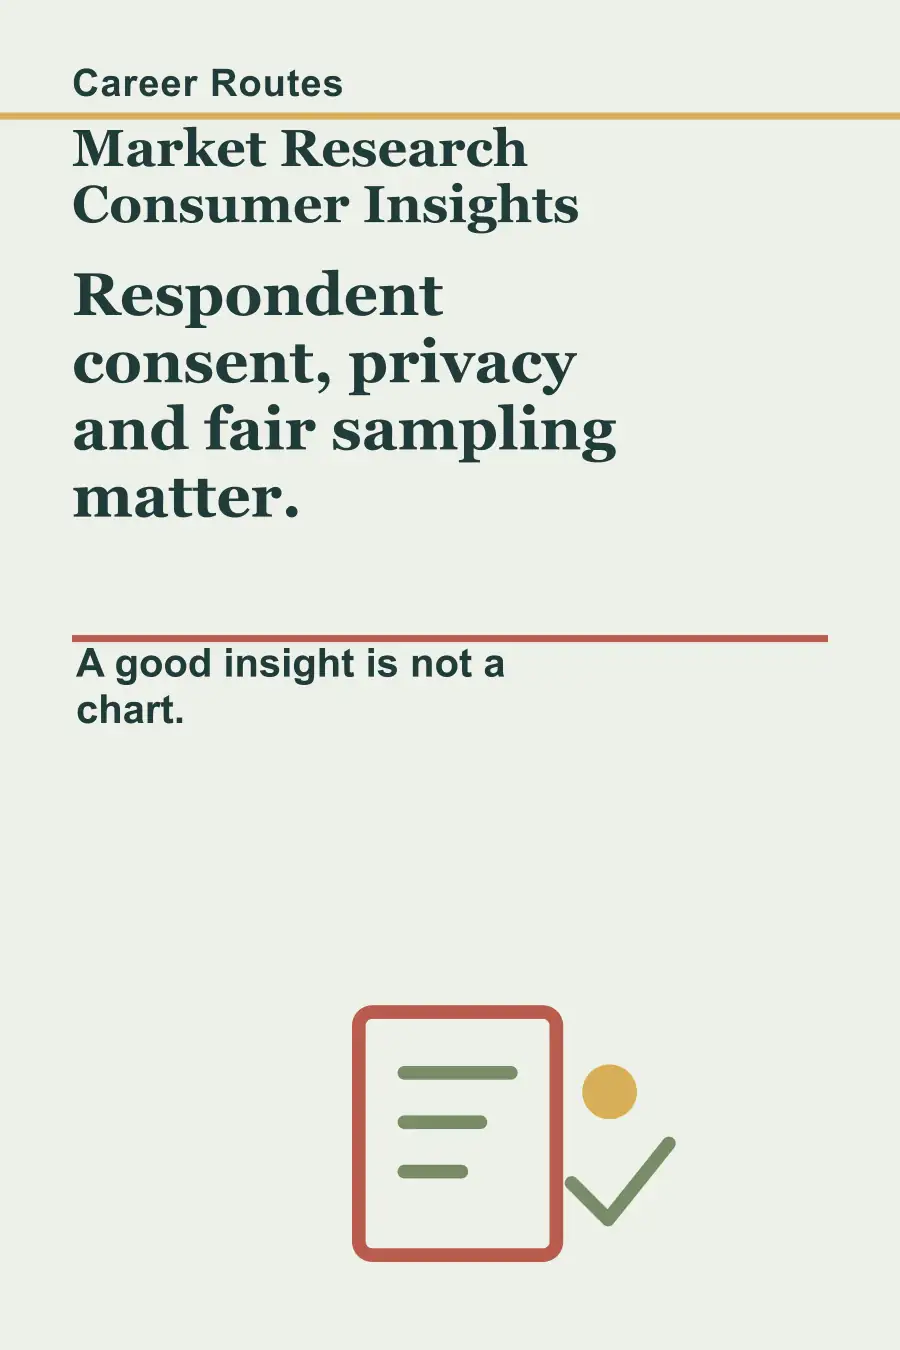 Career Routes
Market Research
Consumer Insights
Respondent
consent, privacy
and fair sampling
matter.
A good insight is not a
chart.